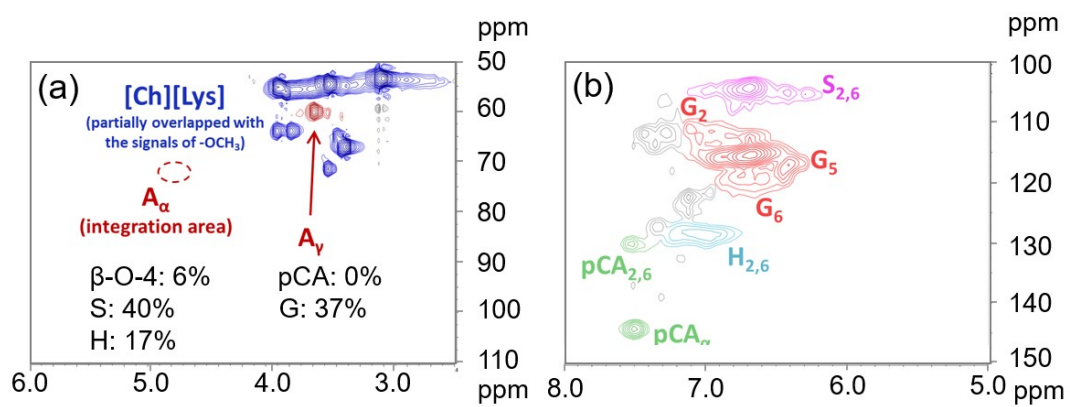 (a)
[Ch][Lys]
(partially overlapped with
the signals of -OCH₃)
Aα
(integration area)
Aγ
β-O-4: 6%
pCA: 0%
S: 40%
G: 37%
H: 17%
ppm
50
60
70
80
90
100
110
ppm
6.0 5.0 4.0 3.0
(b)
S₂,₆
G₂
G₅
G₆
H₂,₆
pCA₂,₆
pCAα
ppm
100
110
120
130
140
150
8.0 7.0 6.0 5.0 ppm